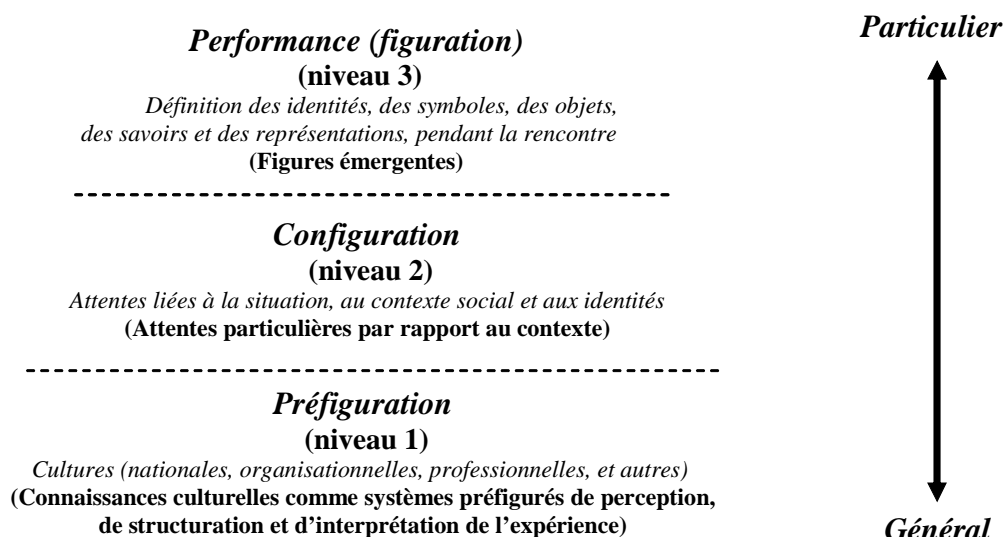 Particulier
Performance (figuration)
(niveau 3)
Définition des identités, des symboles, des objets,
des savoirs et des représentations, pendant la rencontre
(Figures émergentes)
Configuration
(niveau 2)
Attentes liées à la situation, au contexte social et aux identités
(Attentes particulières par rapport au contexte)
Préfiguration
(niveau 1)
Cultures (nationales, organisationnelles, professionnelles, et autres)
(Connaissances culturelles comme systèmes préfigurés de perception,
de structuration et d'interprétation de l'expérience)
Général